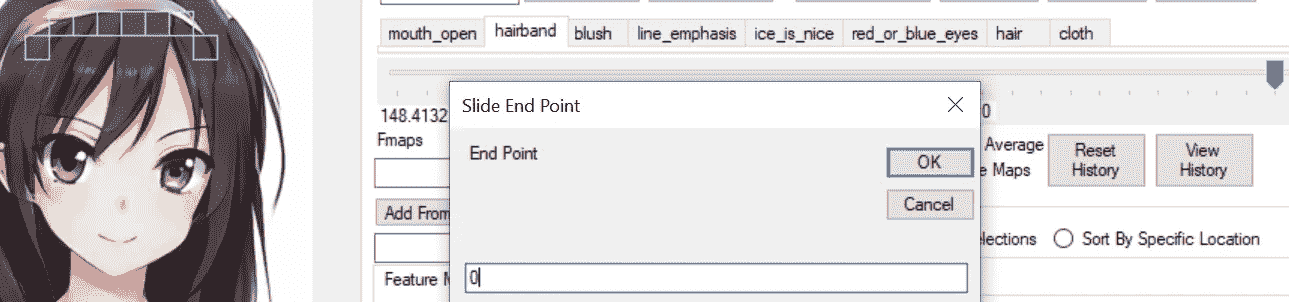 mouth_open hairband blush line_emphasis ice_is_nice red_or_blue_eyes hair cloth
Slide End Point
148.4132
0
Fmaps
End Point
OK
Average
Maps
Reset
History
View
History
Add From
Cancel
Sort By Specific Location
0
Feature